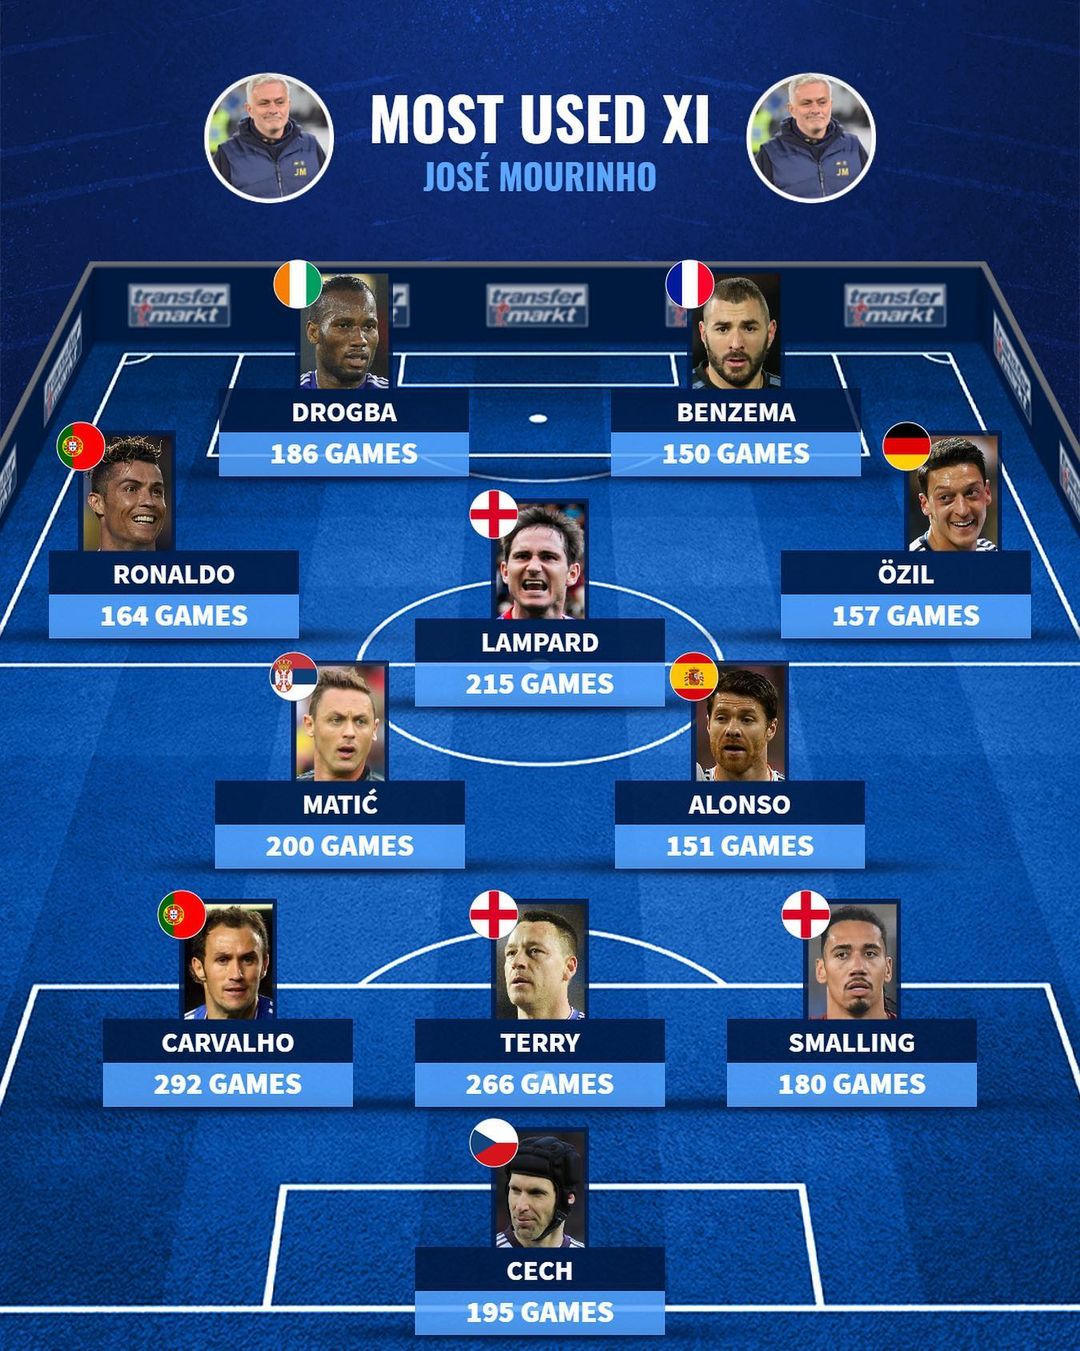 MOST USED XI
JOSÉ MOURINHO
JM
JM
transfer
markt
transfer
markt
transfer
markt
DROGBA
186 GAMES
BENZEMA
150 GAMES
RONALDO
164 GAMES
ÖZIL
157 GAMES
LAMPARD
215 GAMES
MATIĆ
200 GAMES
ALONSO
151 GAMES
CARVALHO
292 GAMES
TERRY
266 GAMES
SMALLING
180 GAMES
CECH
195 GAMES